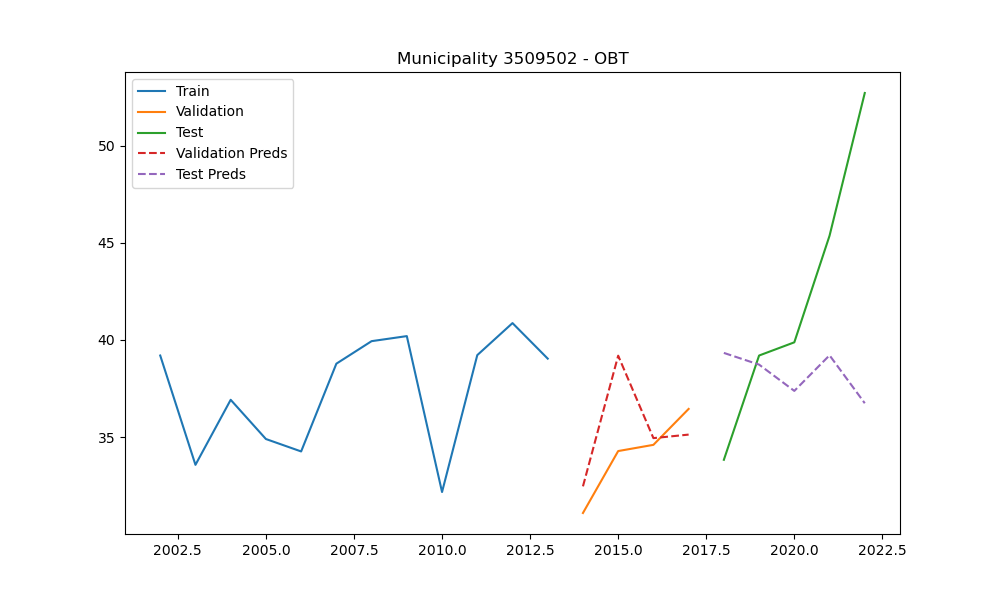 Municipality 3509502 - OBT
Train
Validation
Test
Validation Preds
Test Preds
50
45
40
35
2002.5 2005.0 2007.5 2010.0 2012.5 2015.0 2017.5 2020.0 2022.5